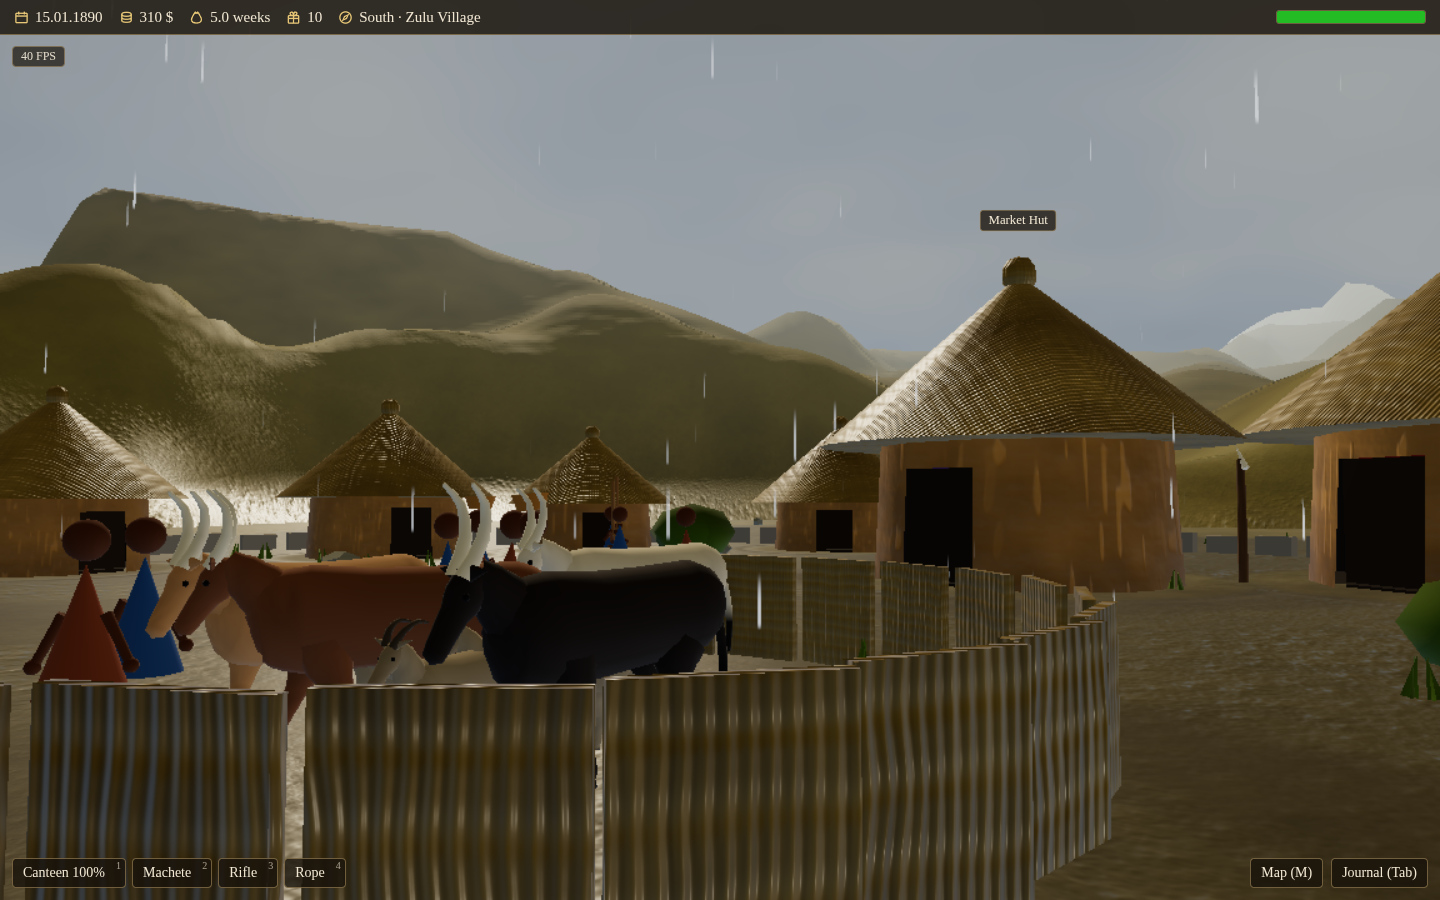 15.01.1890 310 $ 5.0 weeks 10 South · Zulu Village
40 FPS
Market Hut
Canteen 100% 1 Machete 2 Rifle 3 Rope 4 Map (M) Journal (Tab)